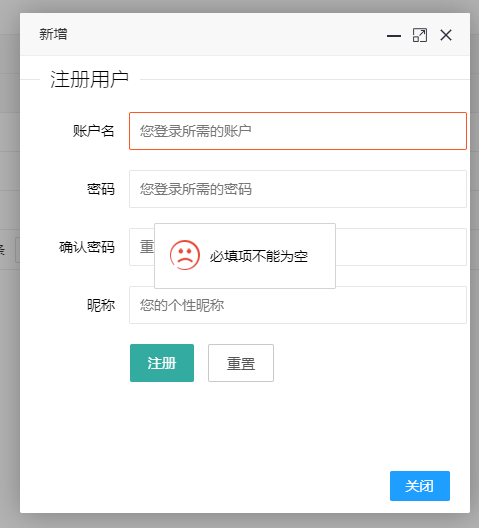 新增
注册用户
账户名
您登录所需的账户
密码
您登录所需的密码
确认密码
重
必填项不能为空
昵称
您的个性昵称
注册
重置
关闭
条